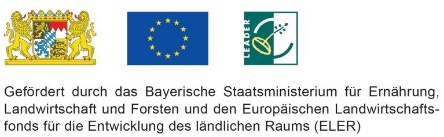 LEADER
Gefördert durch das Bayerische Staatsministerium für Ernährung,
Landwirtschaft und Forsten und den Europäischen Landwirtschafts-
fonds für die Entwicklung des ländlichen Raums (ELER)